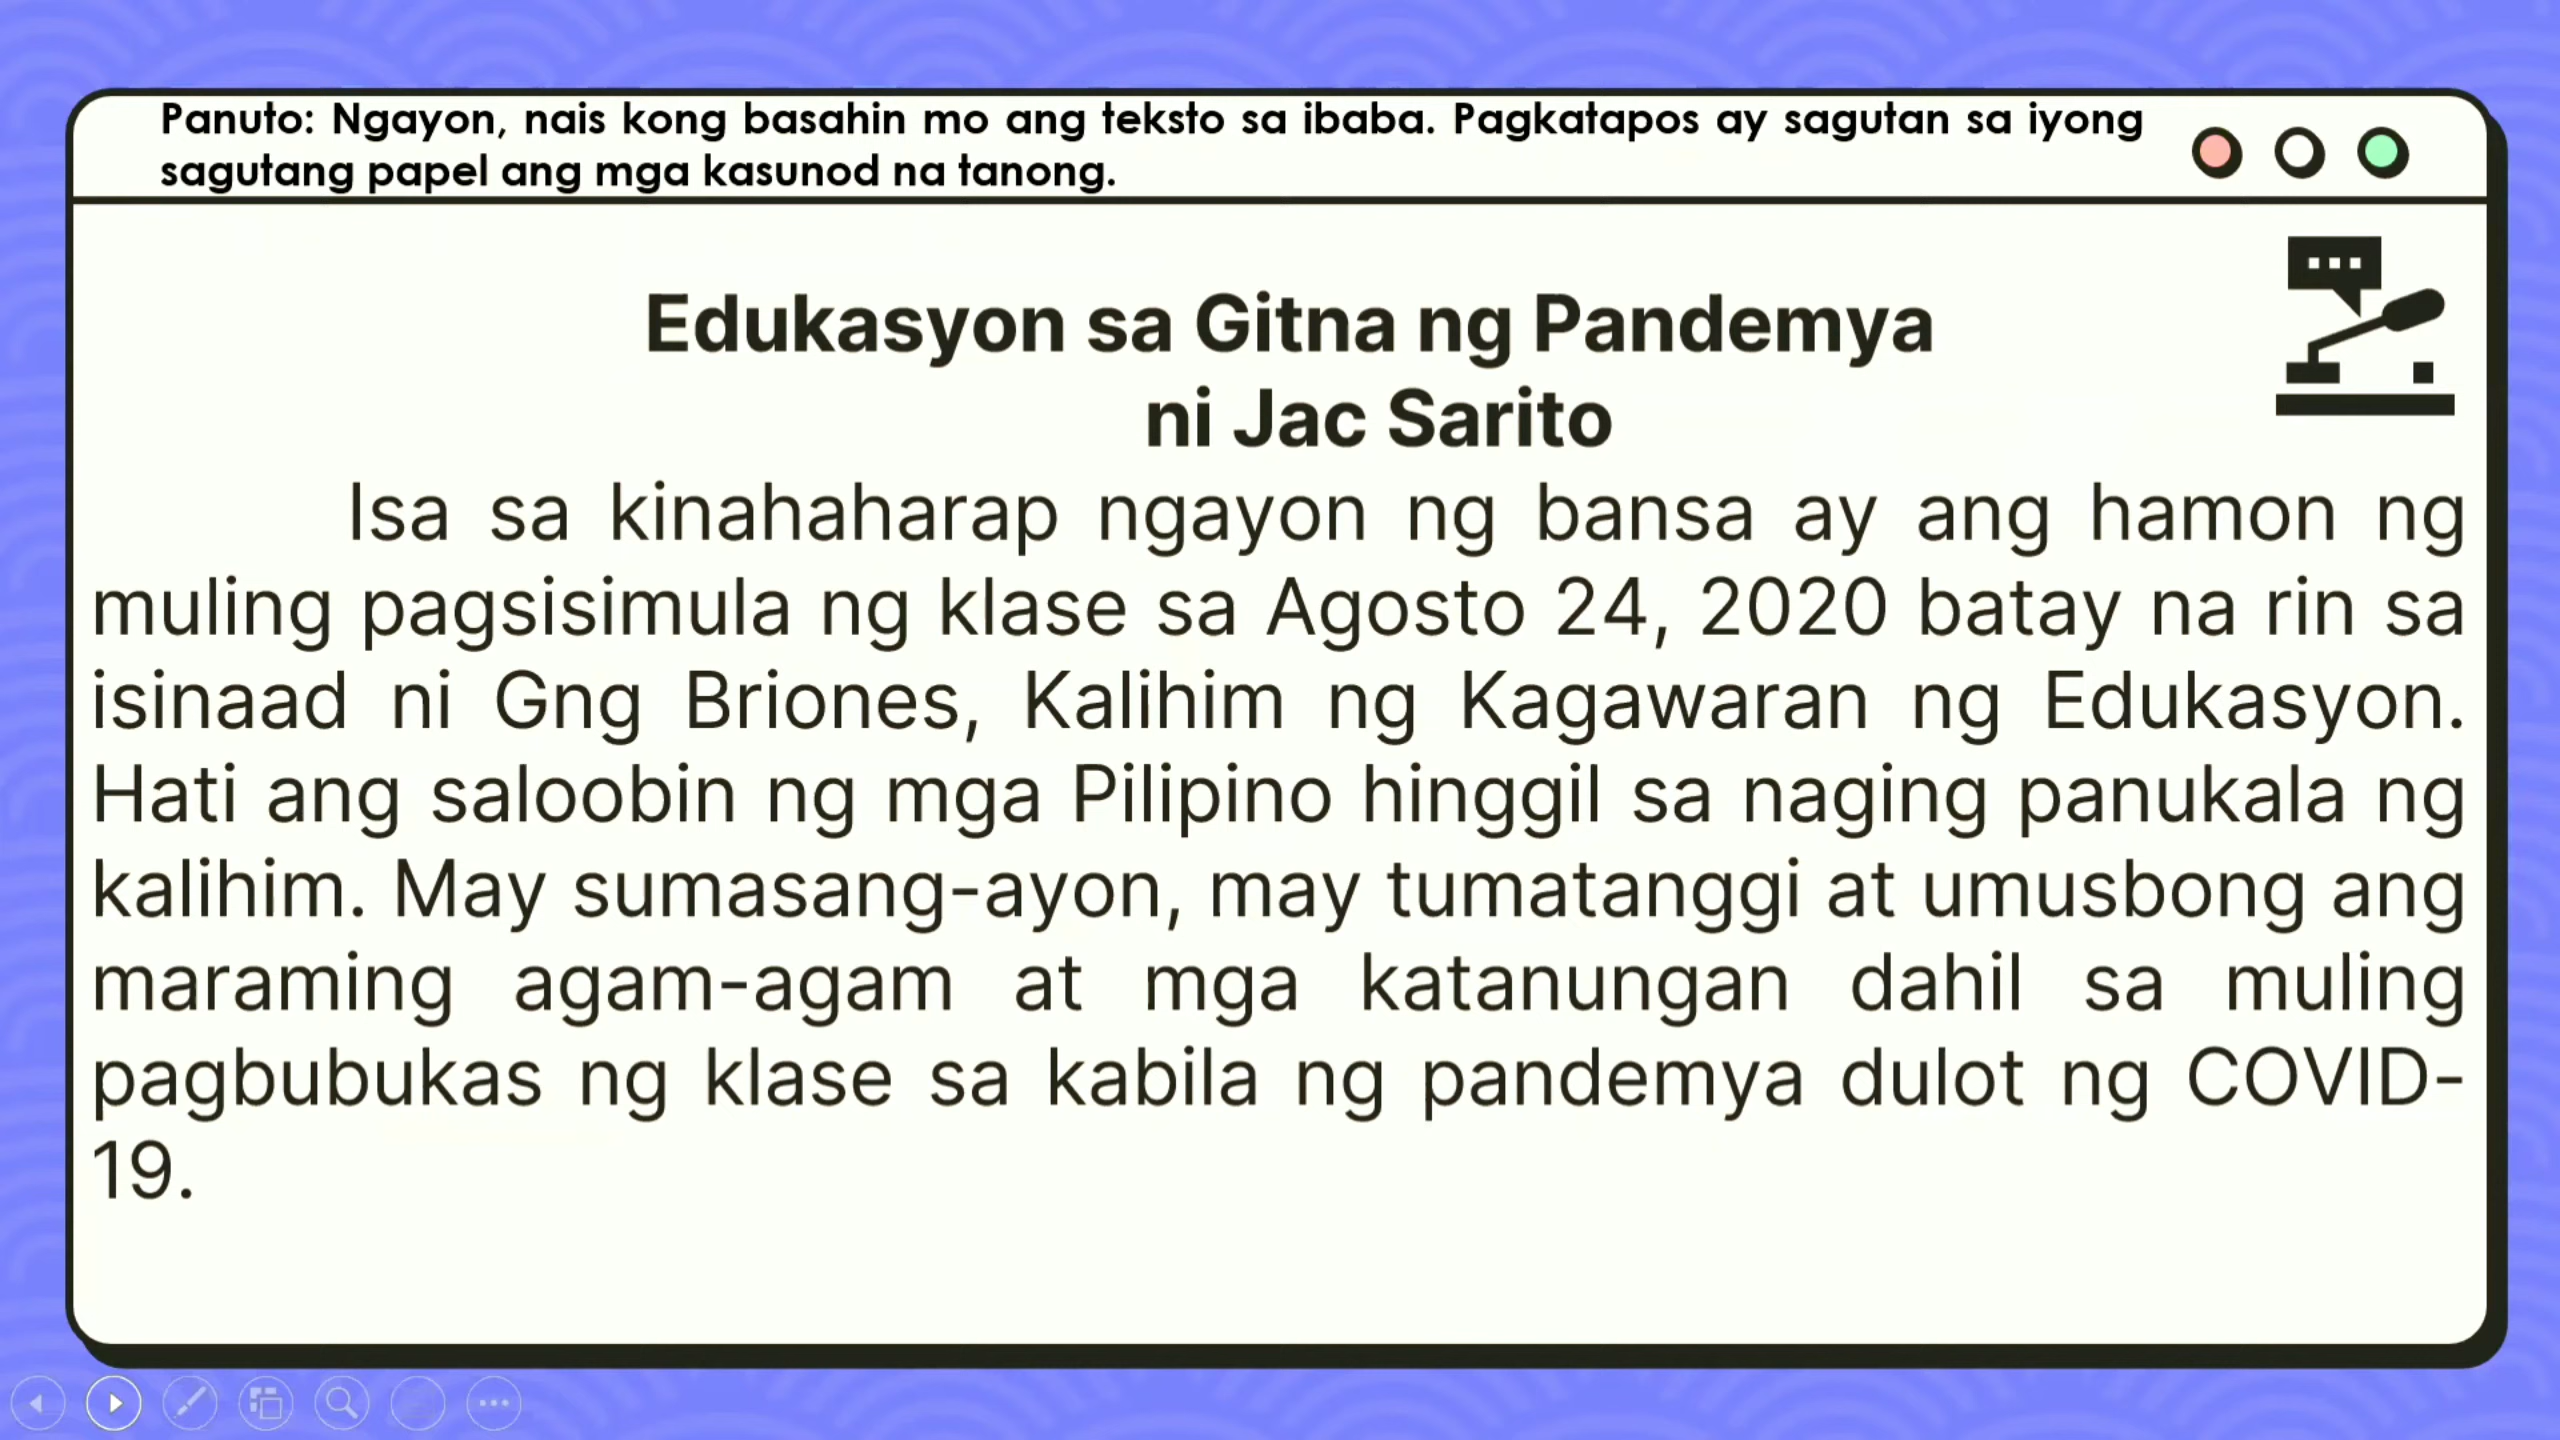 Panuto: Ngayon, nais kong basahin mo ang teksto sa ibaba. Pagkatapos ay sagutan sa iyong
sagutang papel ang mga kasunod na tanong.
Edukasyon sa Gitna ng Pandemya
ni Jac Sarito
Isa sa kinahaharap ngayon ng bansa ay ang hamon ng
muling pagsisimula ng klase sa Agosto 24, 2020 batay na rin sa
isinaad ni Gng Briones, Kalihim ng Kagawaran ng Edukasyon.
Hati ang saloobin ng mga Pilipino hinggil sa naging panukala ng
kalihim. May sumasang-ayon, may tumatanggi at umusbong ang
maraming agam-agam at mga katanungan dahil sa muling
pagbubukas ng klase sa kabila ng pandemya dulot ng COVID-
19.